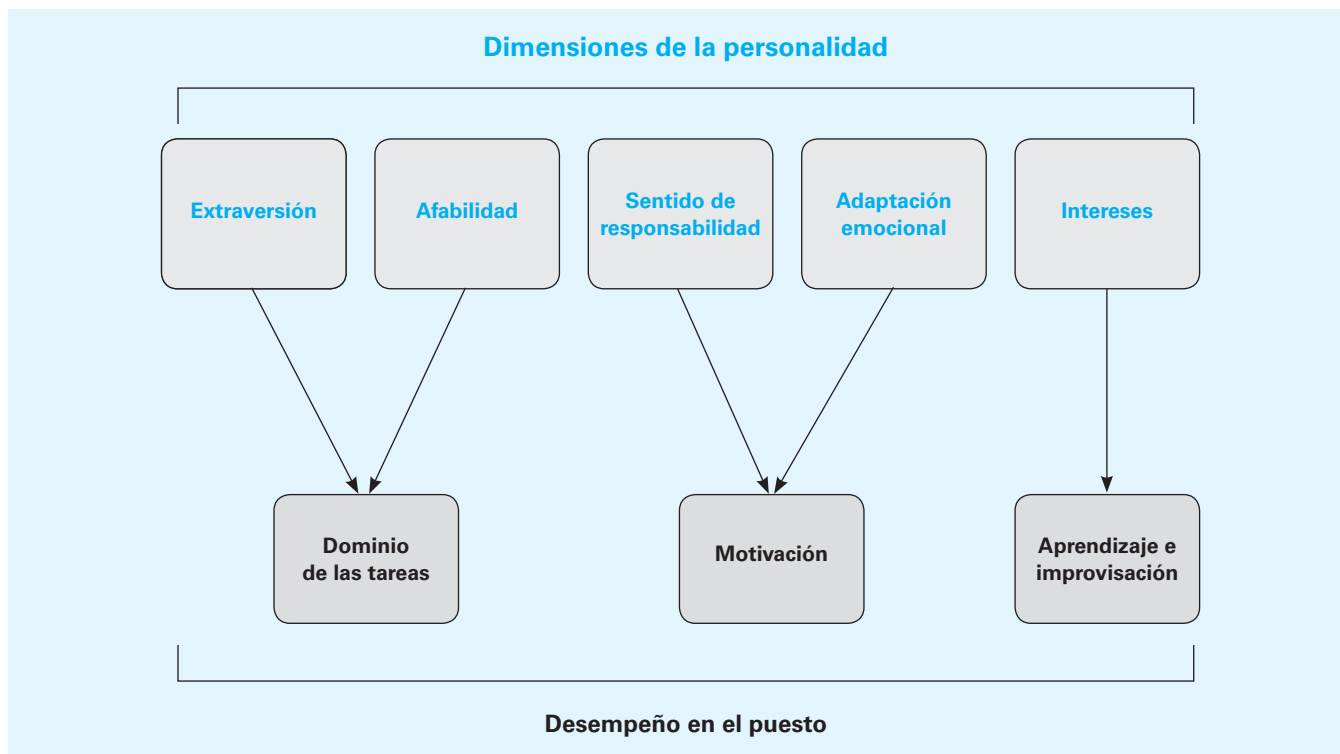 Dimensiones de la personalidad
Extraversión
Afabilidad
Sentido de
responsabilidad
Adaptación
emocional
Intereses
Dominio
de las tareas
Motivación
Aprendizaje e
improvisación
Desempeño en el puesto